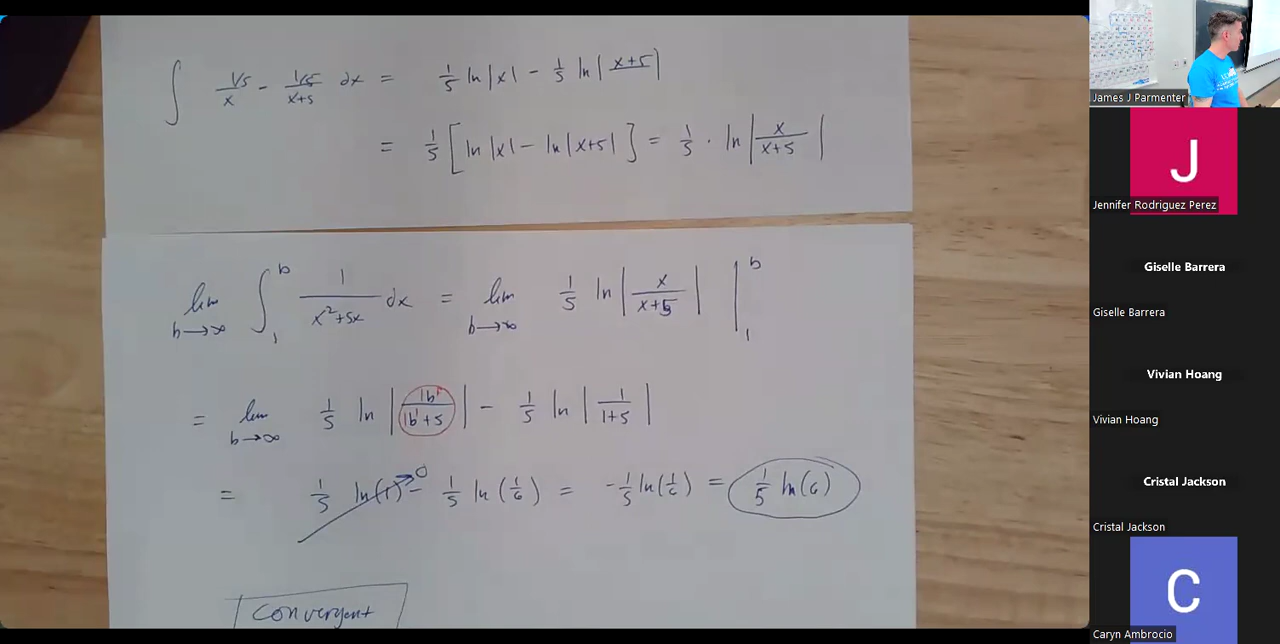 ∫ 1/5/x - 1/5/x+5 dx = 1/5 ln|x| - 1/5 ln|x+5|
= 1/5 [ln|x| - ln|x+5|] = 1/5 · ln|x/x+5|
lim b→∞ ∫₁ᵇ 1/x²+5x dx = lim b→∞ 1/5 ln|x/x+5| |₁ᵇ
= lim b→∞ 1/5 ln|1b¹/1b¹+5| - 1/5 ln|1/1+5|
= 1/5 ln(1)→0 - 1/5 ln(1/6) = -1/5 ln(1/6) = 1/5 ln(6)
Convergent
James J Parmenter
J
Jennifer Rodriguez Perez
Giselle Barrera
Giselle Barrera
Vivian Hoang
Vivian Hoang
Cristal Jackson
Cristal Jackson
C
Caryn Ambrocio